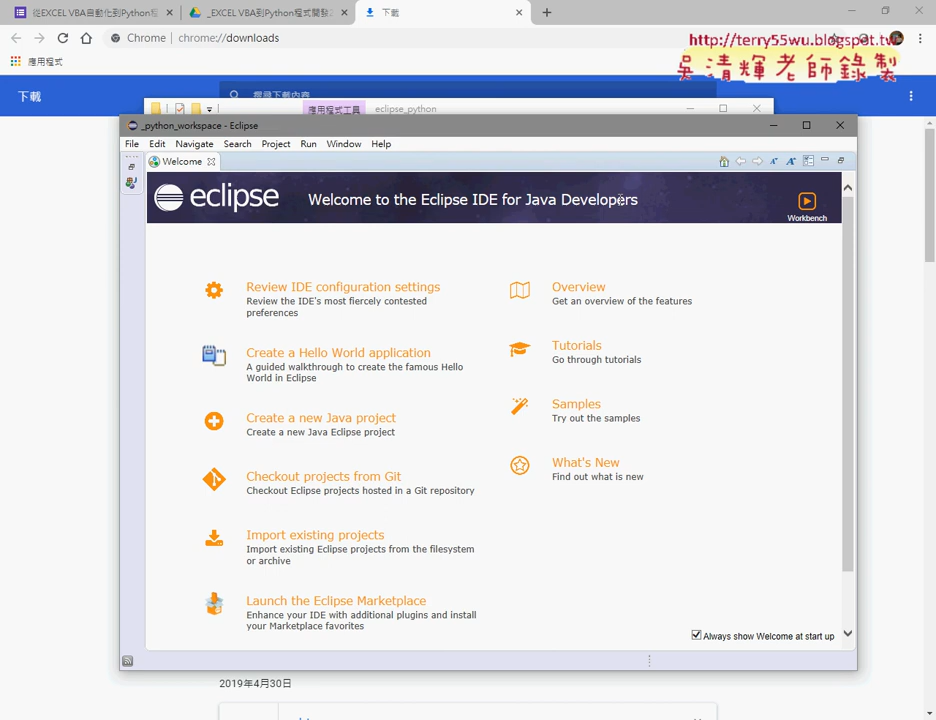 從EXCEL VBA自動化到Python程
_EXCEL VBA到Python程式開發
下載
Chrome
chrome://downloads
http://terry55wu.blogspot.tw
應用程式
吳清輝老師錄製
下載
搜尋下載內容
應用程式工具
eclipse_python
_python_workspace - Eclipse
File Edit Navigate Search Project Run Window Help
Welcome
eclipse
Welcome to the Eclipse IDE for Java Developers
Workbench
Review IDE configuration settings
Review the IDE's most fiercely contested
preferences
Overview
Get an overview of the features
Create a Hello World application
A guided walkthrough to create the famous Hello
World in Eclipse
Tutorials
Go through tutorials
Create a new Java project
Create a new Java Eclipse project
Samples
Try out the samples
Checkout projects from Git
Checkout Eclipse projects hosted in a Git repository
What's New
Find out what is new
Import existing projects
Import existing Eclipse projects from the filesystem
or archive
Launch the Eclipse Marketplace
Enhance your IDE with additional plugins and install
your Marketplace favorites
Always show Welcome at start up
2019年4月30日